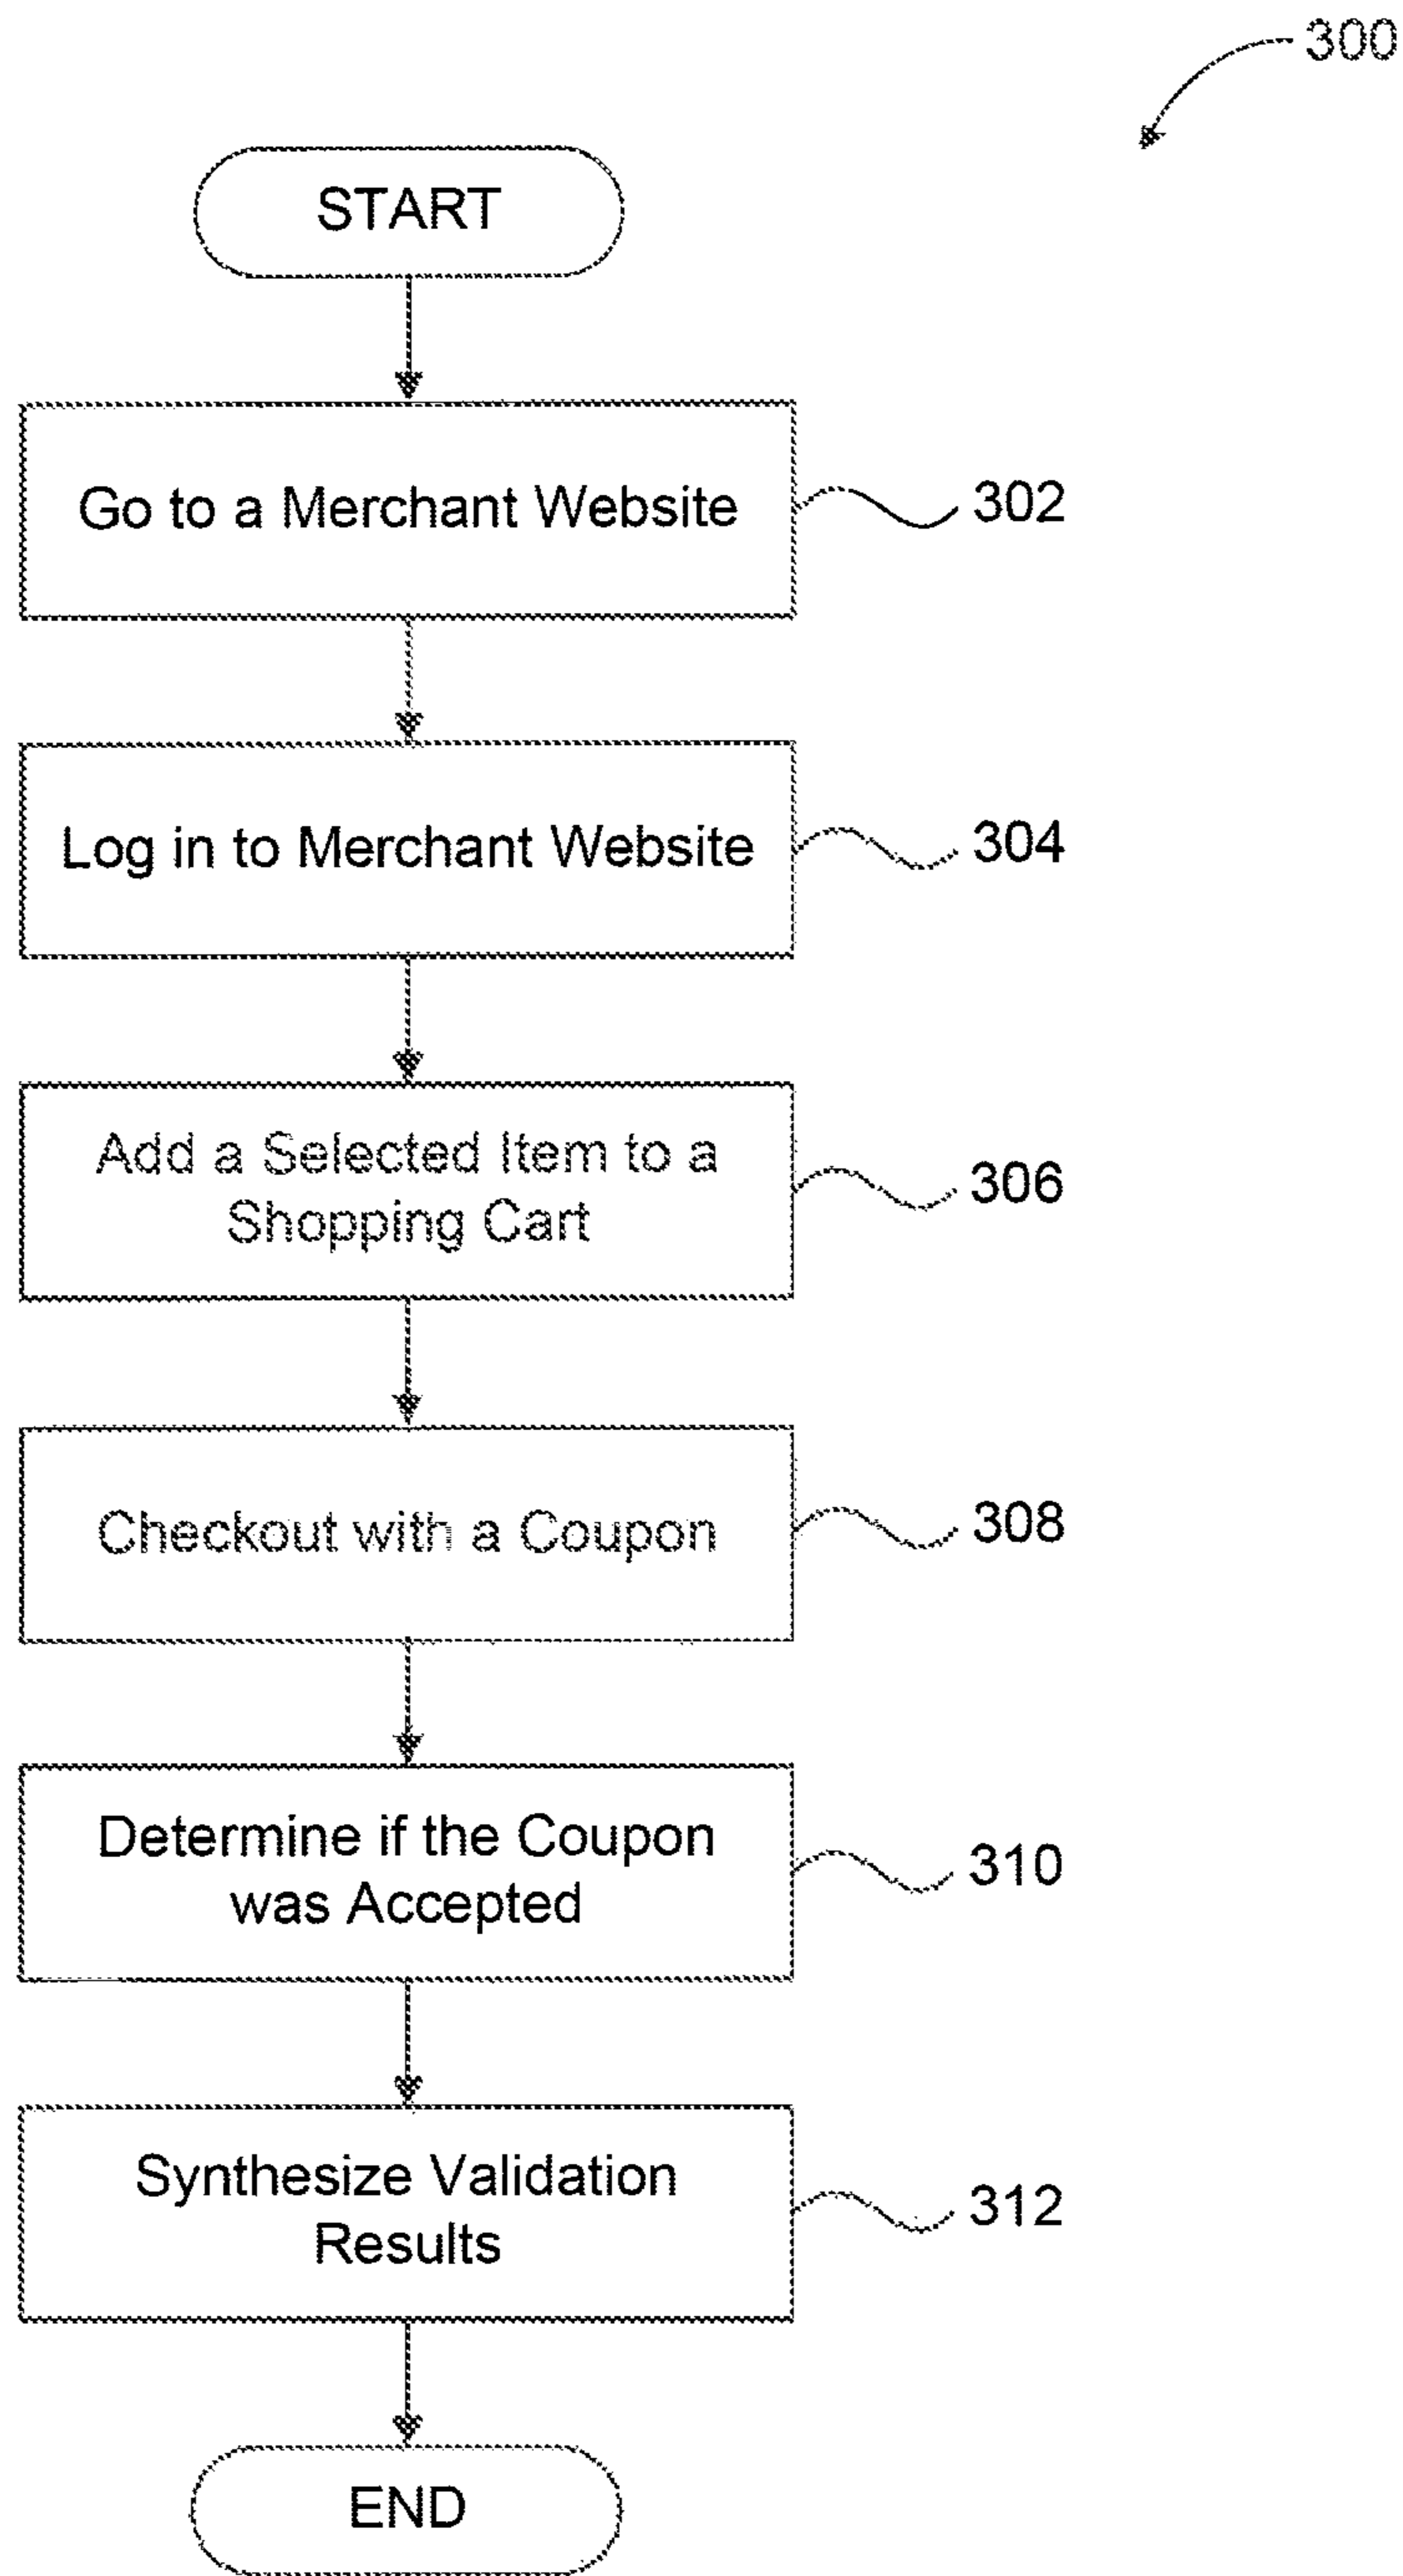 300
START
Go to a Merchant Website
302
Log in to Merchant Website
304
Add a Selected Item to a
Shopping Cart
306
Checkout with a Coupon
308
Determine if the Coupon
was Accepted
310
Synthesize Validation
Results
312
END